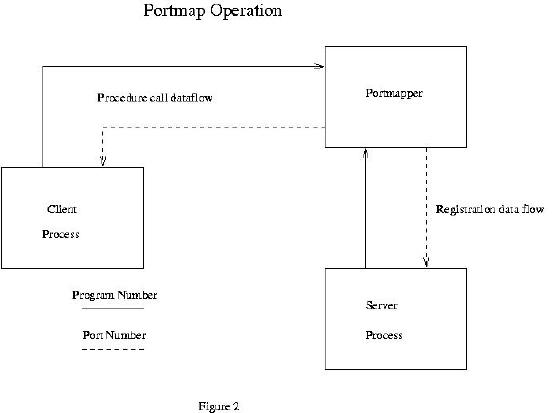 Portmap Operation
Procedure call dataflow
Portmapper
Client
Process
Registration data flow
Program Number
Server
Port Number
Process
Figure 2